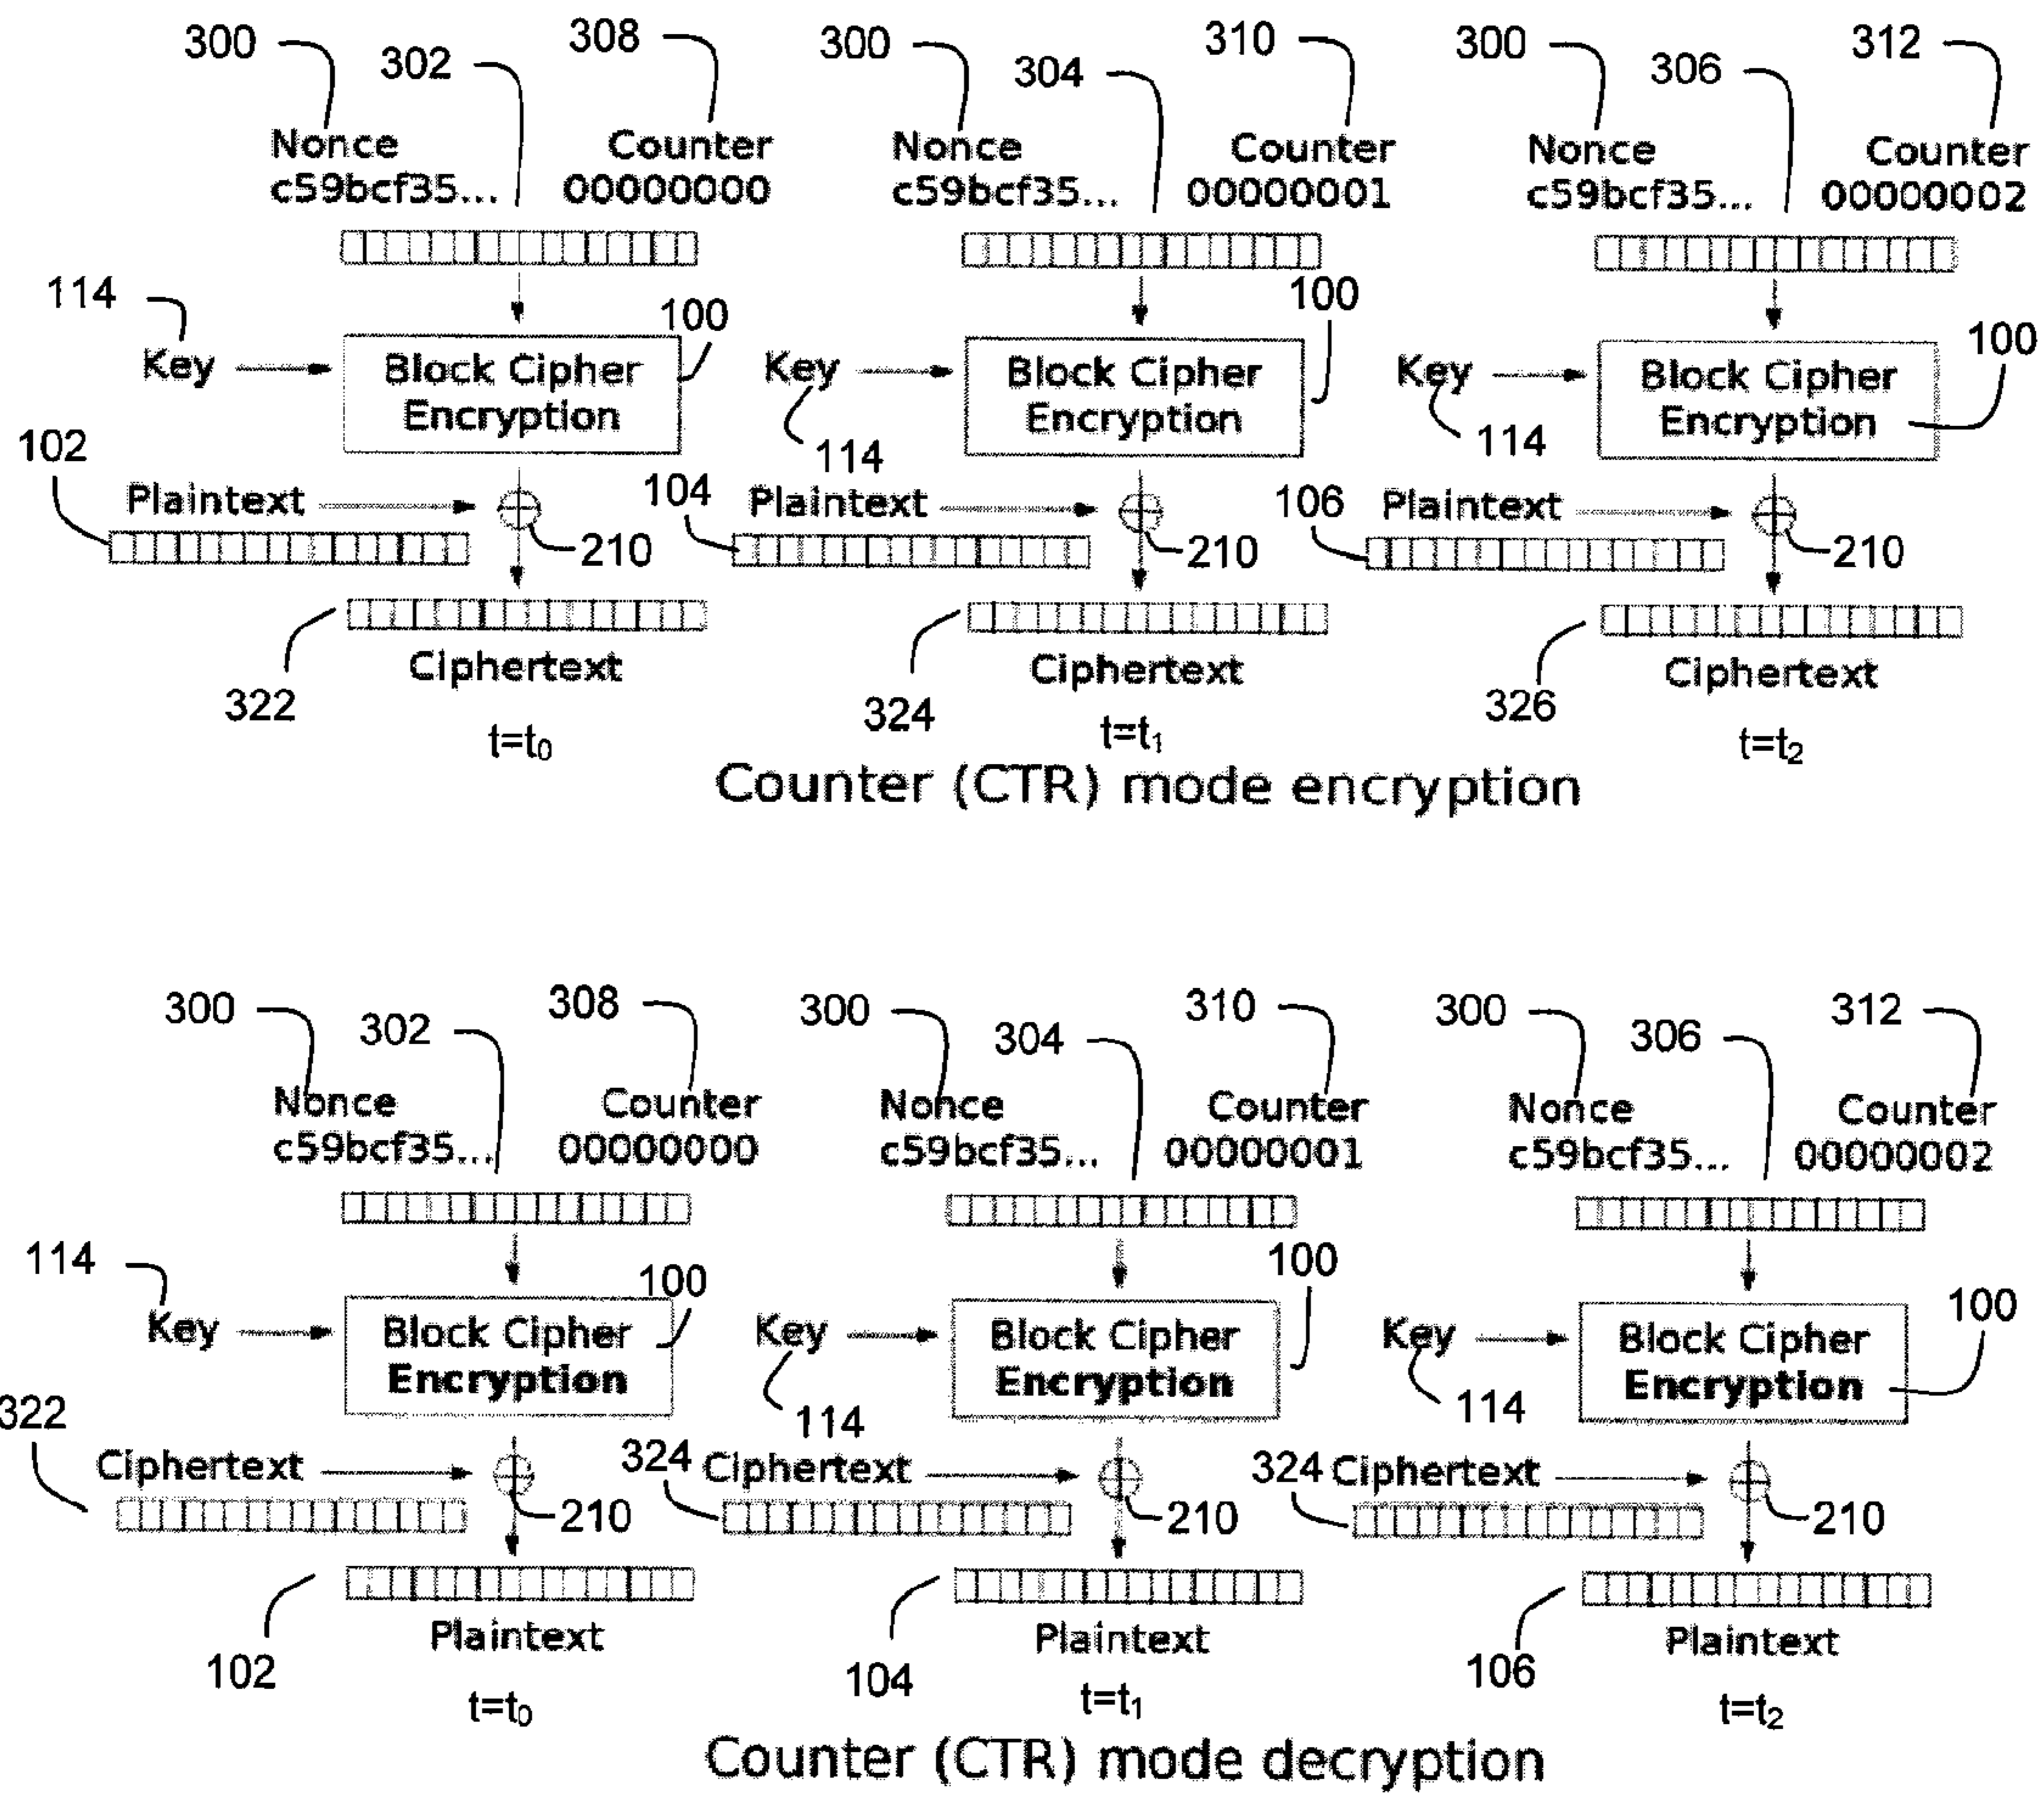 300 302 308 300 304 310 300 306 312
Nonce Counter Nonce Counter Nonce Counter
c59bcf35... 00000000 c59bcf35... 00000001 c59bcf35... 00000002
114 100 100 100
Key Block Cipher Key Block Cipher Key Block Cipher
Encryption Encryption Encryption
102 114 114
Plaintext 104 Plaintext 106 Plaintext
210 210 210
Ciphertext Ciphertext Ciphertext
322 324 326
t=t0 t=t1 t=t2
Counter (CTR) mode encryption
300 302 308 300 304 310 300 306 312
Nonce Counter Nonce Counter Nonce Counter
c59bcf35... 00000000 c59bcf35... 00000001 c59bcf35... 00000002
114 100 100 100
Key Block Cipher Key Block Cipher Key Block Cipher
Encryption Encryption Encryption
322 114 114
Ciphertext 324 Ciphertext 324 Ciphertext
210 210 210
Plaintext Plaintext Plaintext
102 104 106
t=t0 t=t1 t=t2
Counter (CTR) mode decryption